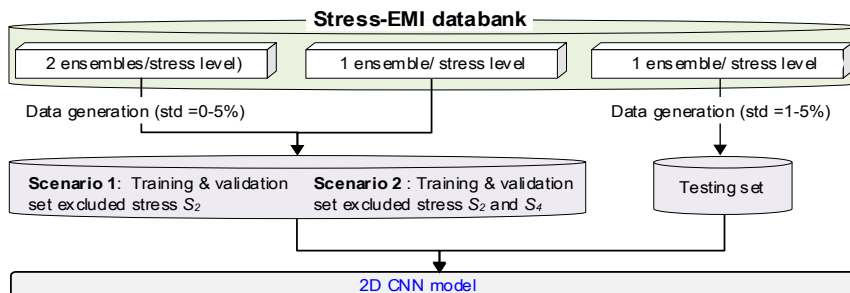 Stress-EMI databank
2 ensembles/stress level)
1 ensemble/ stress level
1 ensemble/ stress level
Data generation (std =0-5%)
Data generation (std =1-5%)
Scenario 1: Training & validation
set excluded stress S2
Scenario 2 : Training & validation
set excluded stress S2 and S4
Testing set
2D CNN model